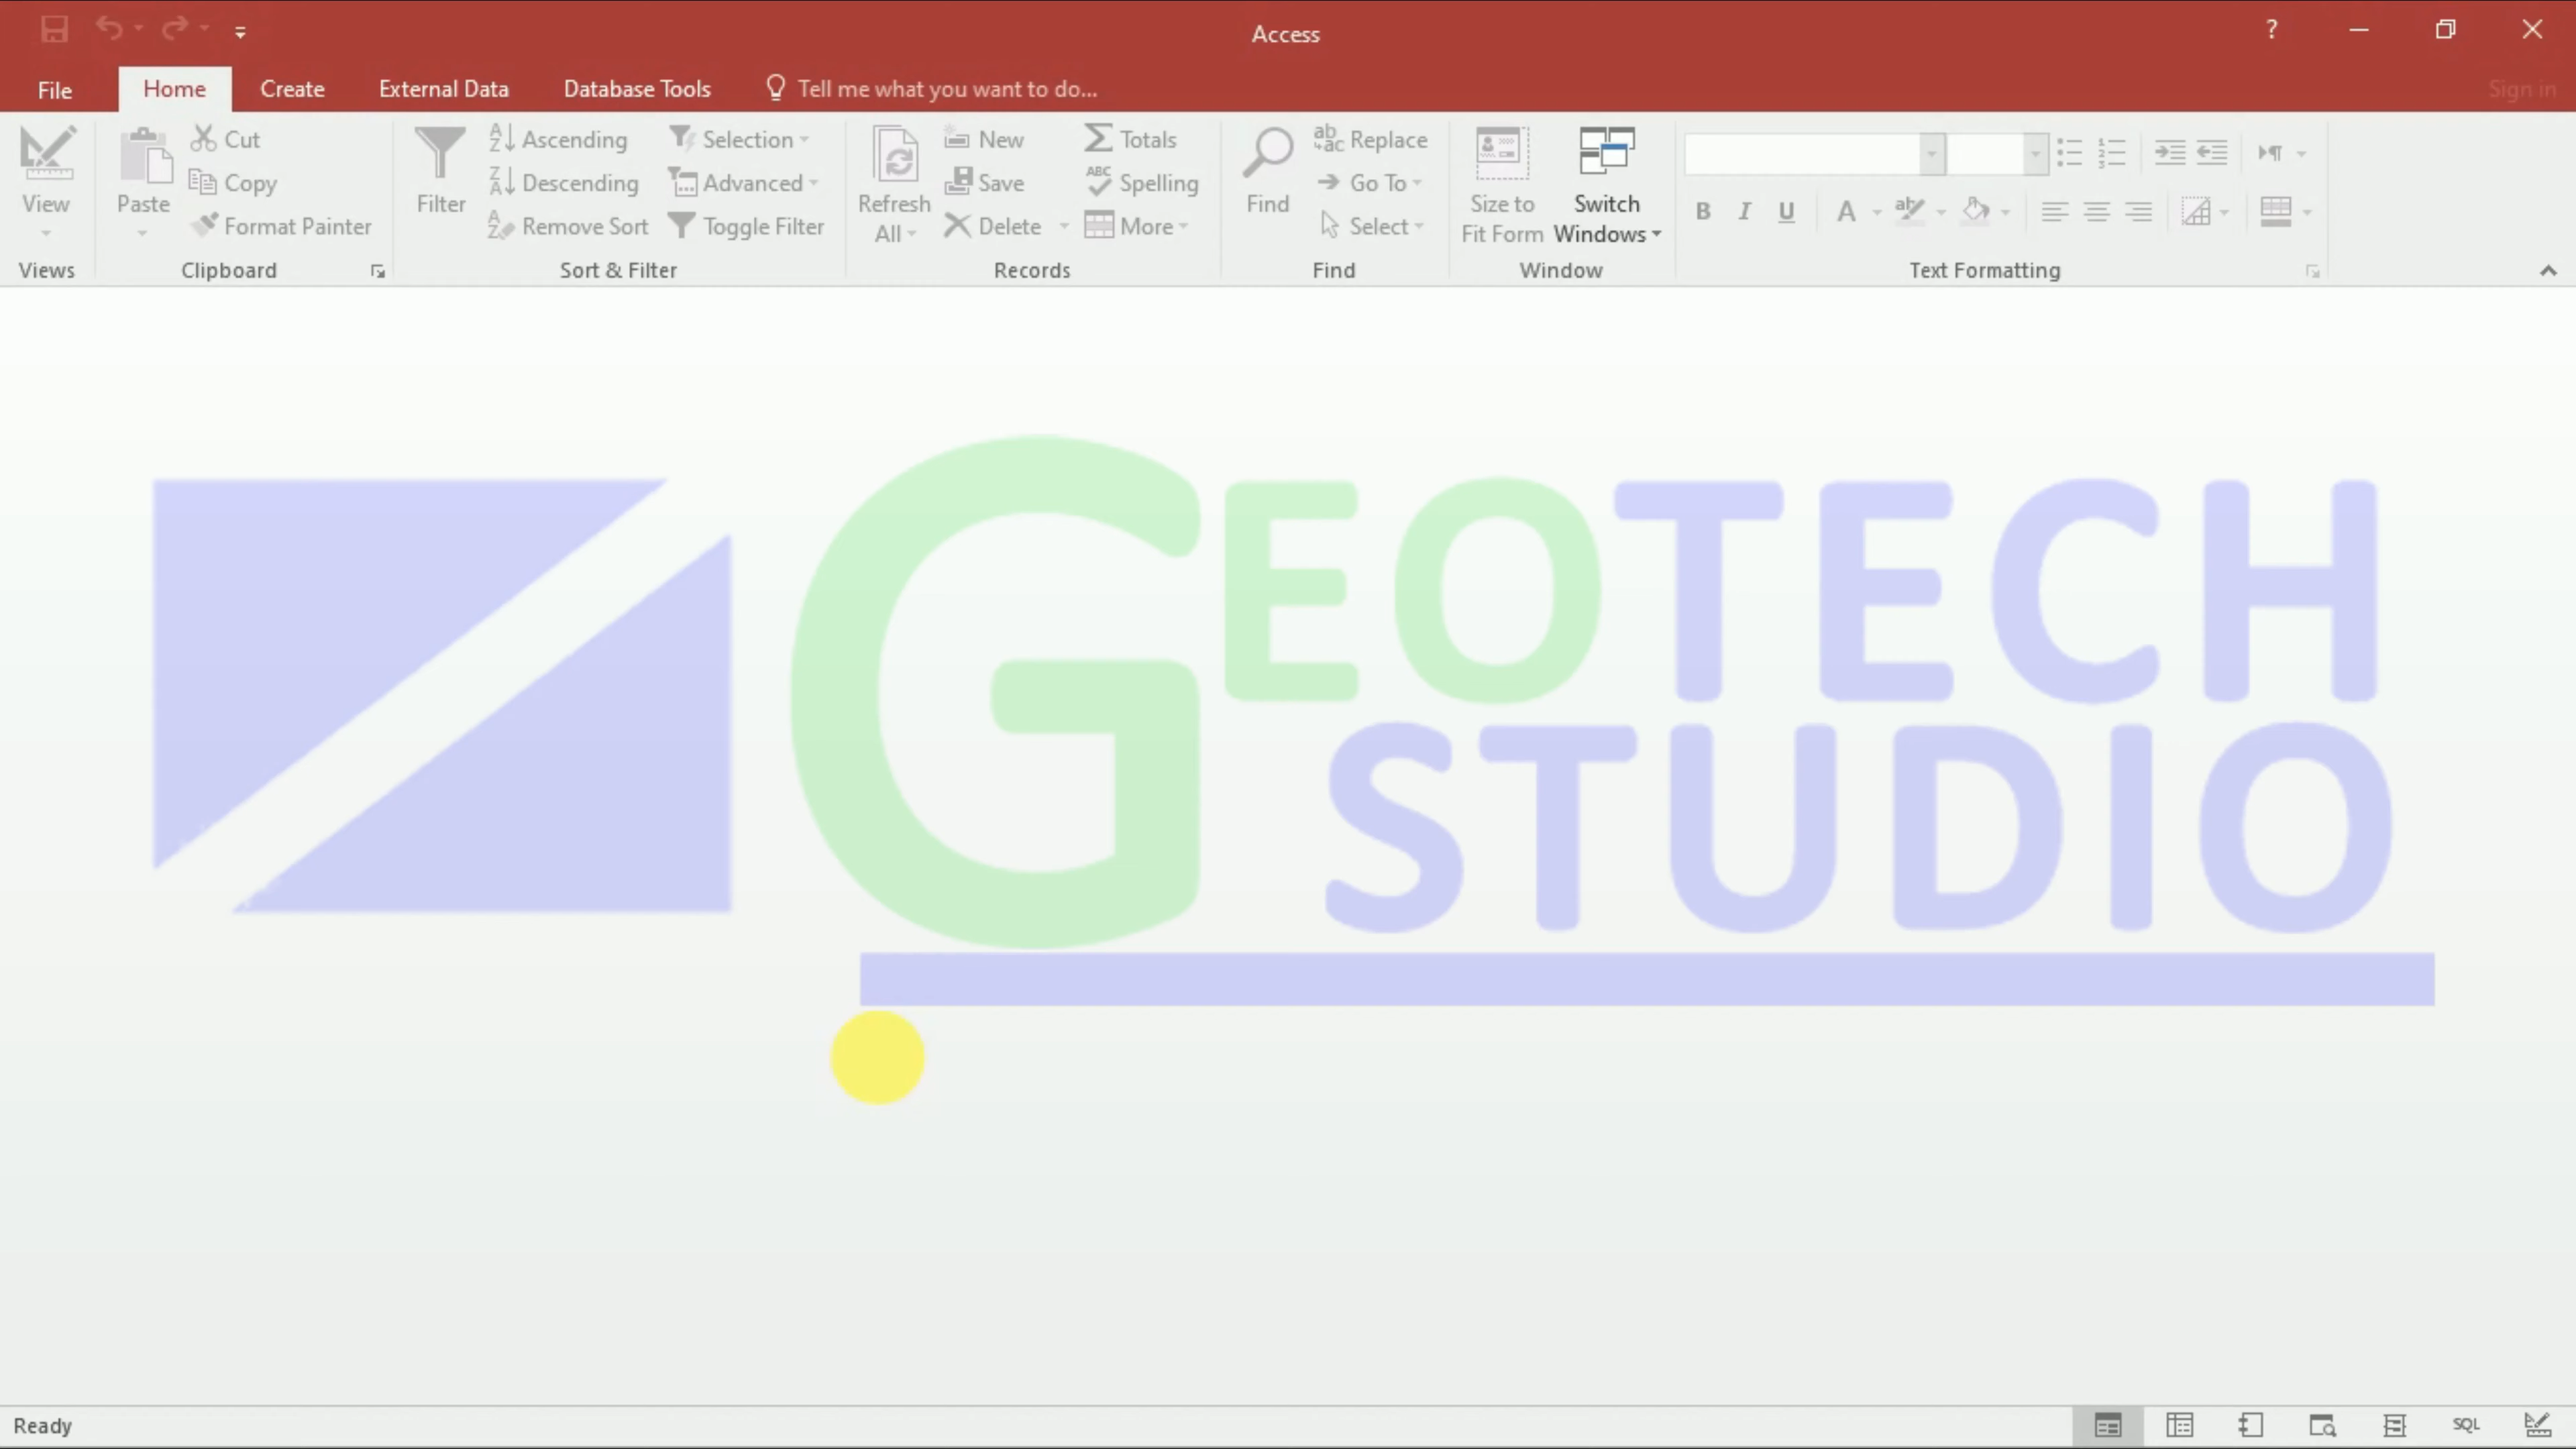 Access
File Home Create External Data Database Tools Tell me what you want to do... Sign in
View
Paste
Cut
Copy
Format Painter
Filter
Ascending
Descending
Remove Sort
Selection
Advanced
Toggle Filter
Refresh
All
New
Save
Delete
Totals
Spelling
More
Find
Replace
Go To
Select
Size to
Fit Form
Switch
Windows
B I U A
Views Clipboard Sort & Filter Records Find Window Text Formatting
GEOTECH
STUDIO
Ready SQL